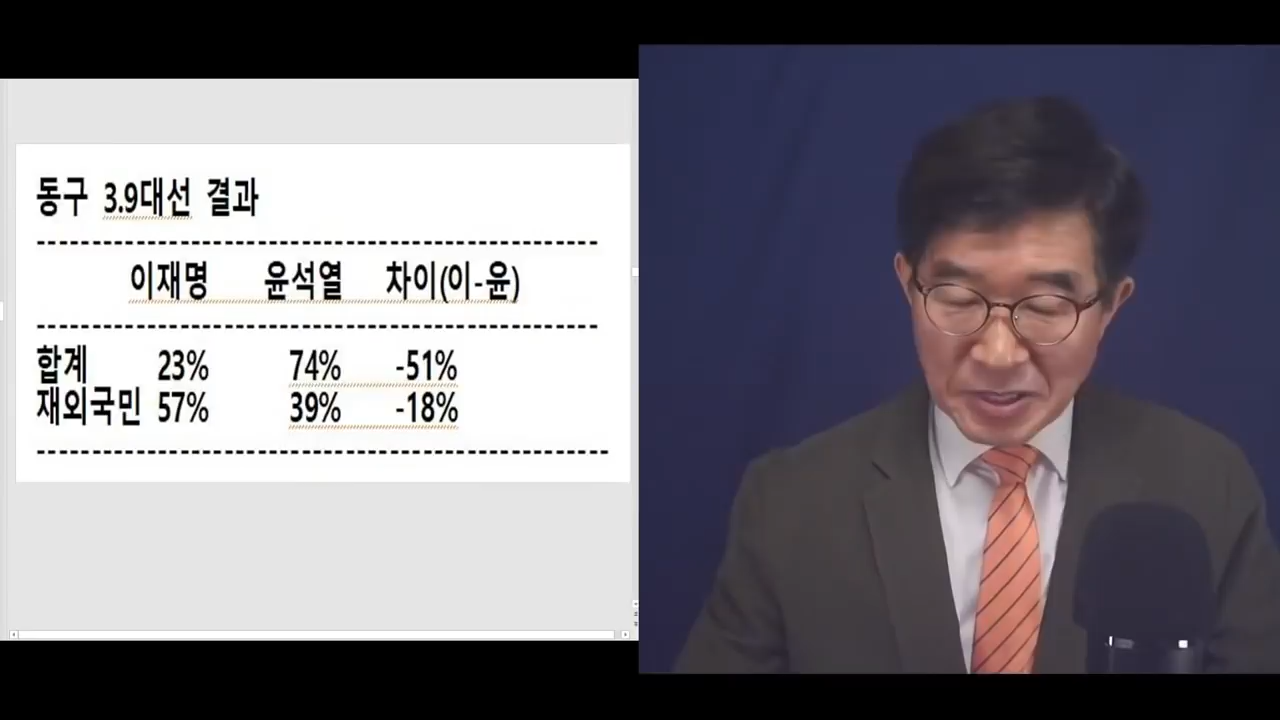 동구 3.9대선 결과
이재명 윤석열 차이(이-윤)
합계 23% 74% -51%
재외국민 57% 39% -18%